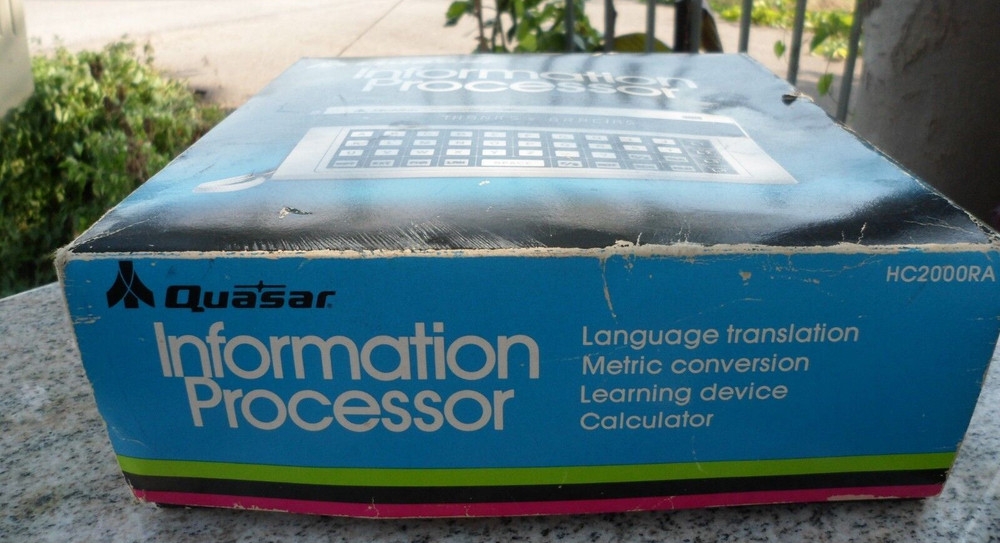 Information
Processor
Quasar
HC2000RA
Information
Processor
Language translation
Metric conversion
Learning device
Calculator